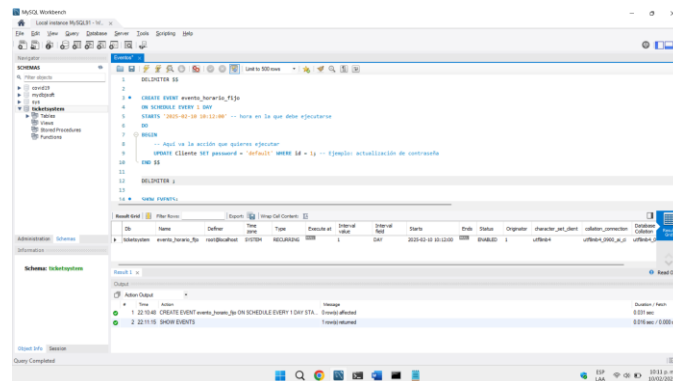 MySQL Workbench
Local instance MySQL91 - Wi... ×
File Edit View Query Database Server Tools Scripting Help
Navigator
Eventos* ×
SCHEMAS
Filter objects
covid19
sys
ticketsystem
Tables
Views
Stored Procedures
Functions
Limit to 500 rows
1 DELIMITER $$
2
3 CREATE EVENT evento_horario_fijo
4 ON SCHEDULE EVERY 1 DAY
5 STARTS '2025-02-10 10:12:00' -- hora en la que debe ejecutarse
6 DO
7 BEGIN
8 -- Aquí va la acción que quieres ejecutar
9 UPDATE Cliente SET password = 'default' WHERE id = 1; -- Ejemplo: actualización de contraseña
10 END $$
11
12 DELIMITER ;
13
14 SHOW EVENTS;
Result Grid Filter Rows: Export: Wrap Cell Content:
Db Name Definer Time zone Type Execute at Interval value Interval field Starts Ends Status Originator character_set_client collation_connection Database Collation
ticketsystem evento_horario_fijo root@localhost SYSTEM RECURRING 1 DAY 2025-02-10 10:12:00 ENABLED 1 utf8mb4 utf8mb4_0900_ai_ci
Administration Schemas
Information
Schema: ticketsystem
Result 1 ×
Output
Action Output
# Time Action Message Duration / Fetch
1 22:10:40 CREATE EVENT evento_horario_fijo ON SCHEDULE EVERY 1 DAY STA... 0 row(s) affected 0.031 sec
2 22:11:15 SHOW EVENTS 1 row(s) returned
Object Info Session
Query Completed
ESP
LAA
10:11 p. m.